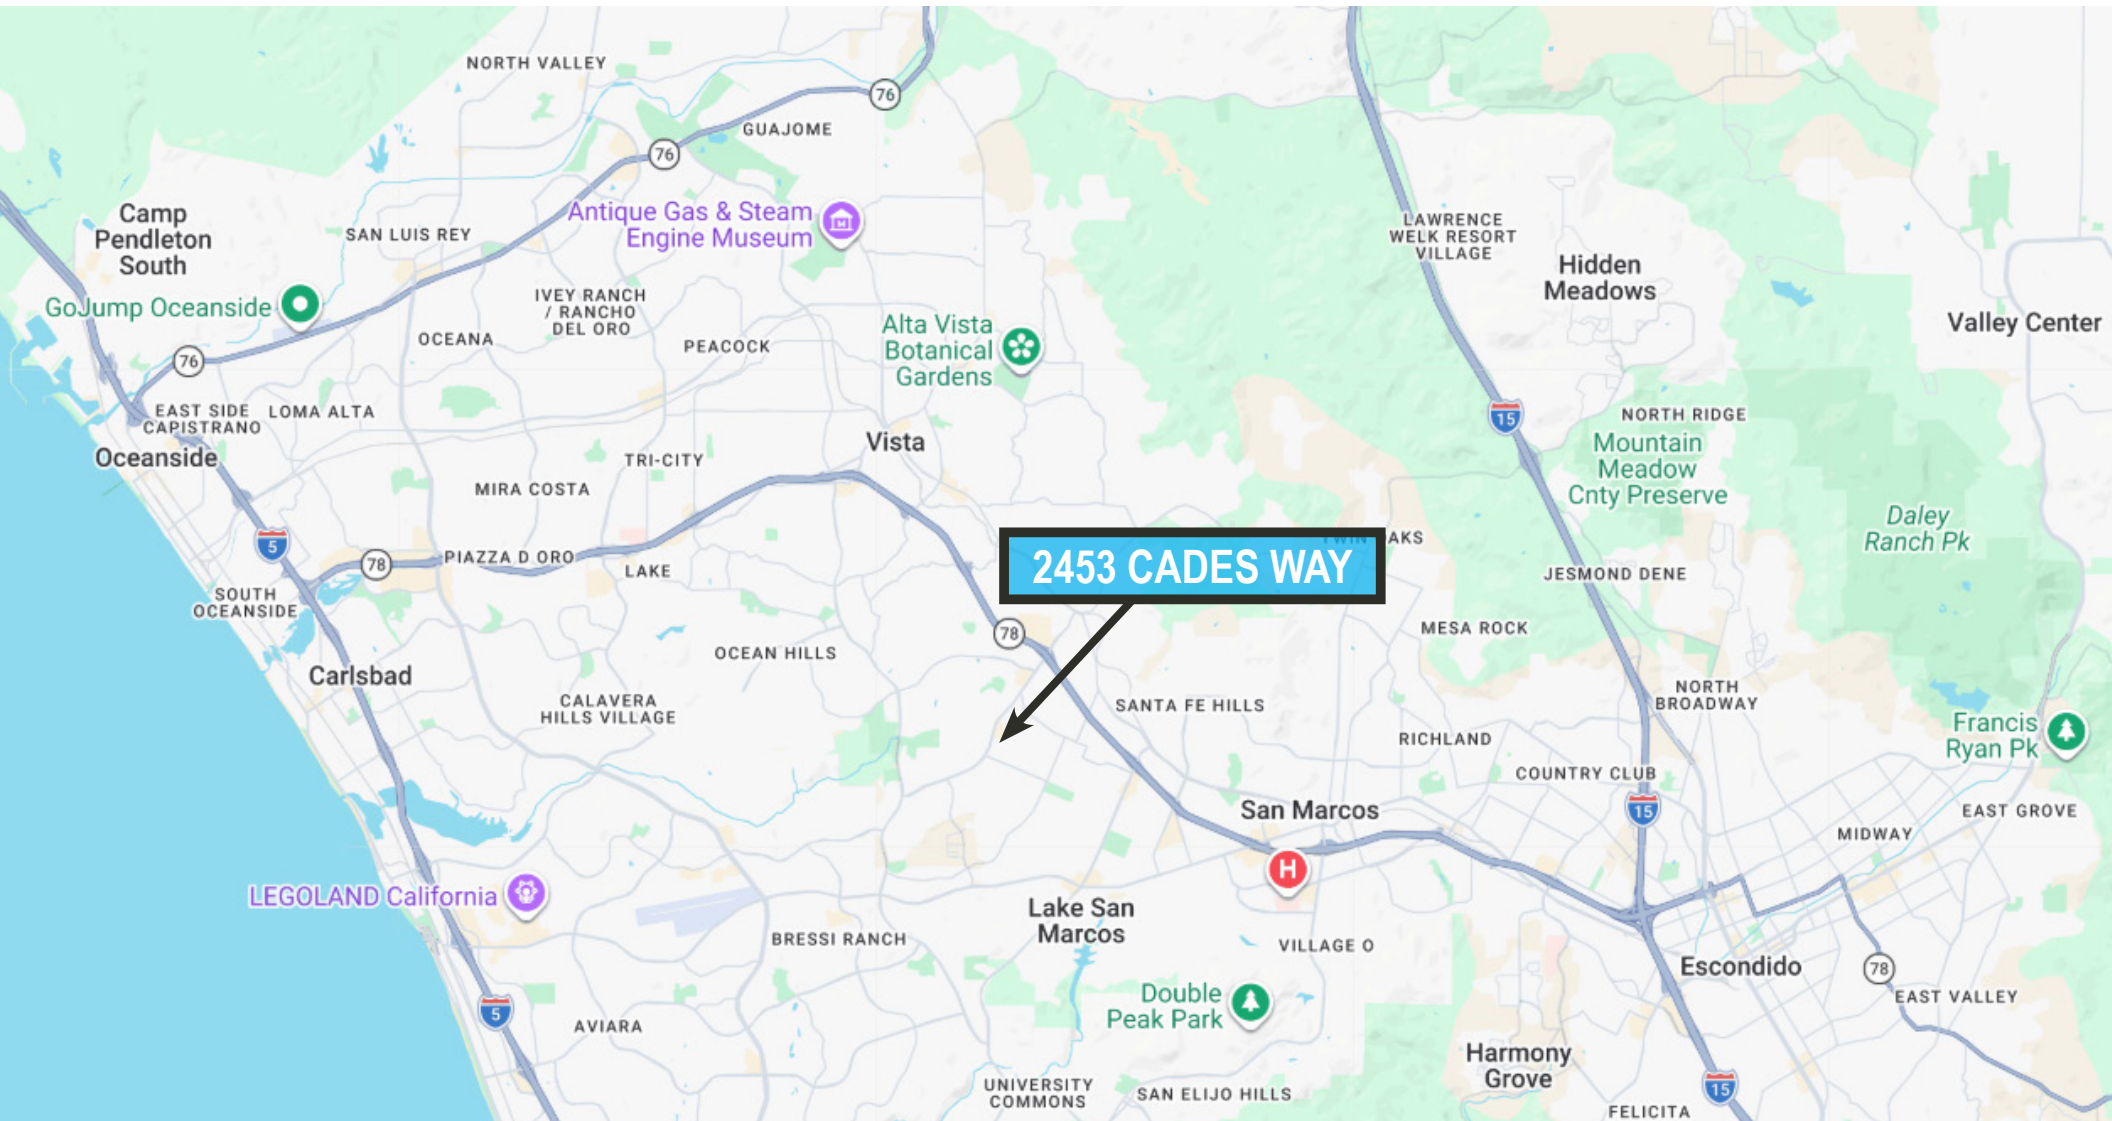 NORTH VALLEY
76
GUAJOME
76
Camp
Pendleton
South
SAN LUIS REY
Antique Gas & Steam
Engine Museum
LAWRENCE
WELK RESORT
VILLAGE
Hidden
Meadows
GoJump Oceanside
IVEY RANCH
/ RANCHO
DEL ORO
OCEANA
PEACOCK
Alta Vista
Botanical
Gardens
Valley Center
76
EAST SIDE
CAPISTRANO
LOMA ALTA
15
NORTH RIDGE
Mountain
Meadow
Cnty Preserve
Oceanside
TRI-CITY
Vista
MIRA COSTA
Daley
Ranch Pk
5
78
PIAZZA D ORO
LAKE
TWIN OAKS
2453 CADES WAY
JESMOND DENE
SOUTH
OCEANSIDE
78
MESA ROCK
OCEAN HILLS
Carlsbad
CALAVERA
HILLS VILLAGE
SANTA FE HILLS
NORTH
BROADWAY
RICHLAND
Francis
Ryan Pk
COUNTRY CLUB
San Marcos
15
EAST GROVE
MIDWAY
H
LEGOLAND California
Lake San
Marcos
BRESSI RANCH
VILLAGE O
Escondido
78
EAST VALLEY
5
AVIARA
Double
Peak Park
Harmony
Grove
UNIVERSITY
COMMONS
SAN ELIJO HILLS
15
FELICITA